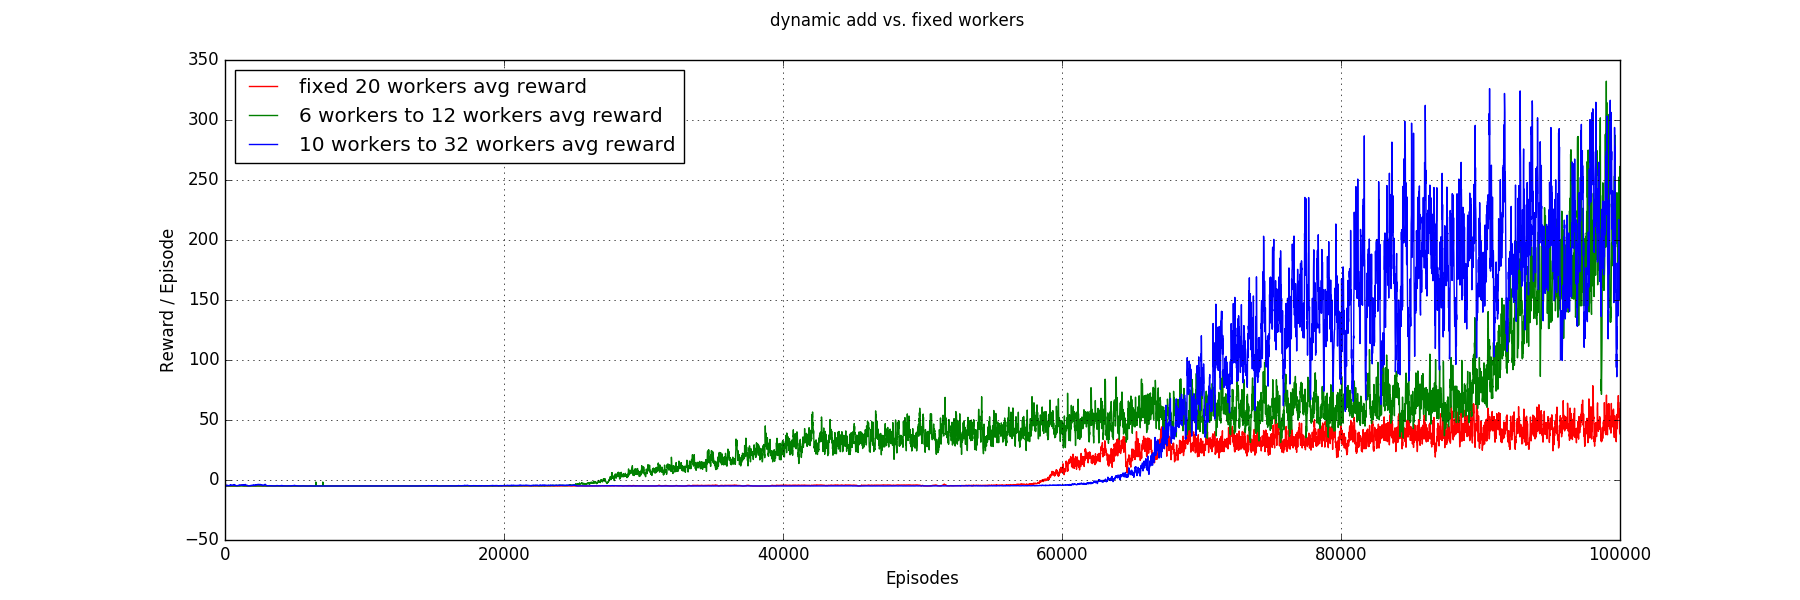 dynamic add vs. fixed workers
350
300
250
200
150
100
50
0
−50
Reward / Episode
fixed 20 workers avg reward
6 workers to 12 workers avg reward
10 workers to 32 workers avg reward
0 20000 40000 60000 80000 100000
Episodes